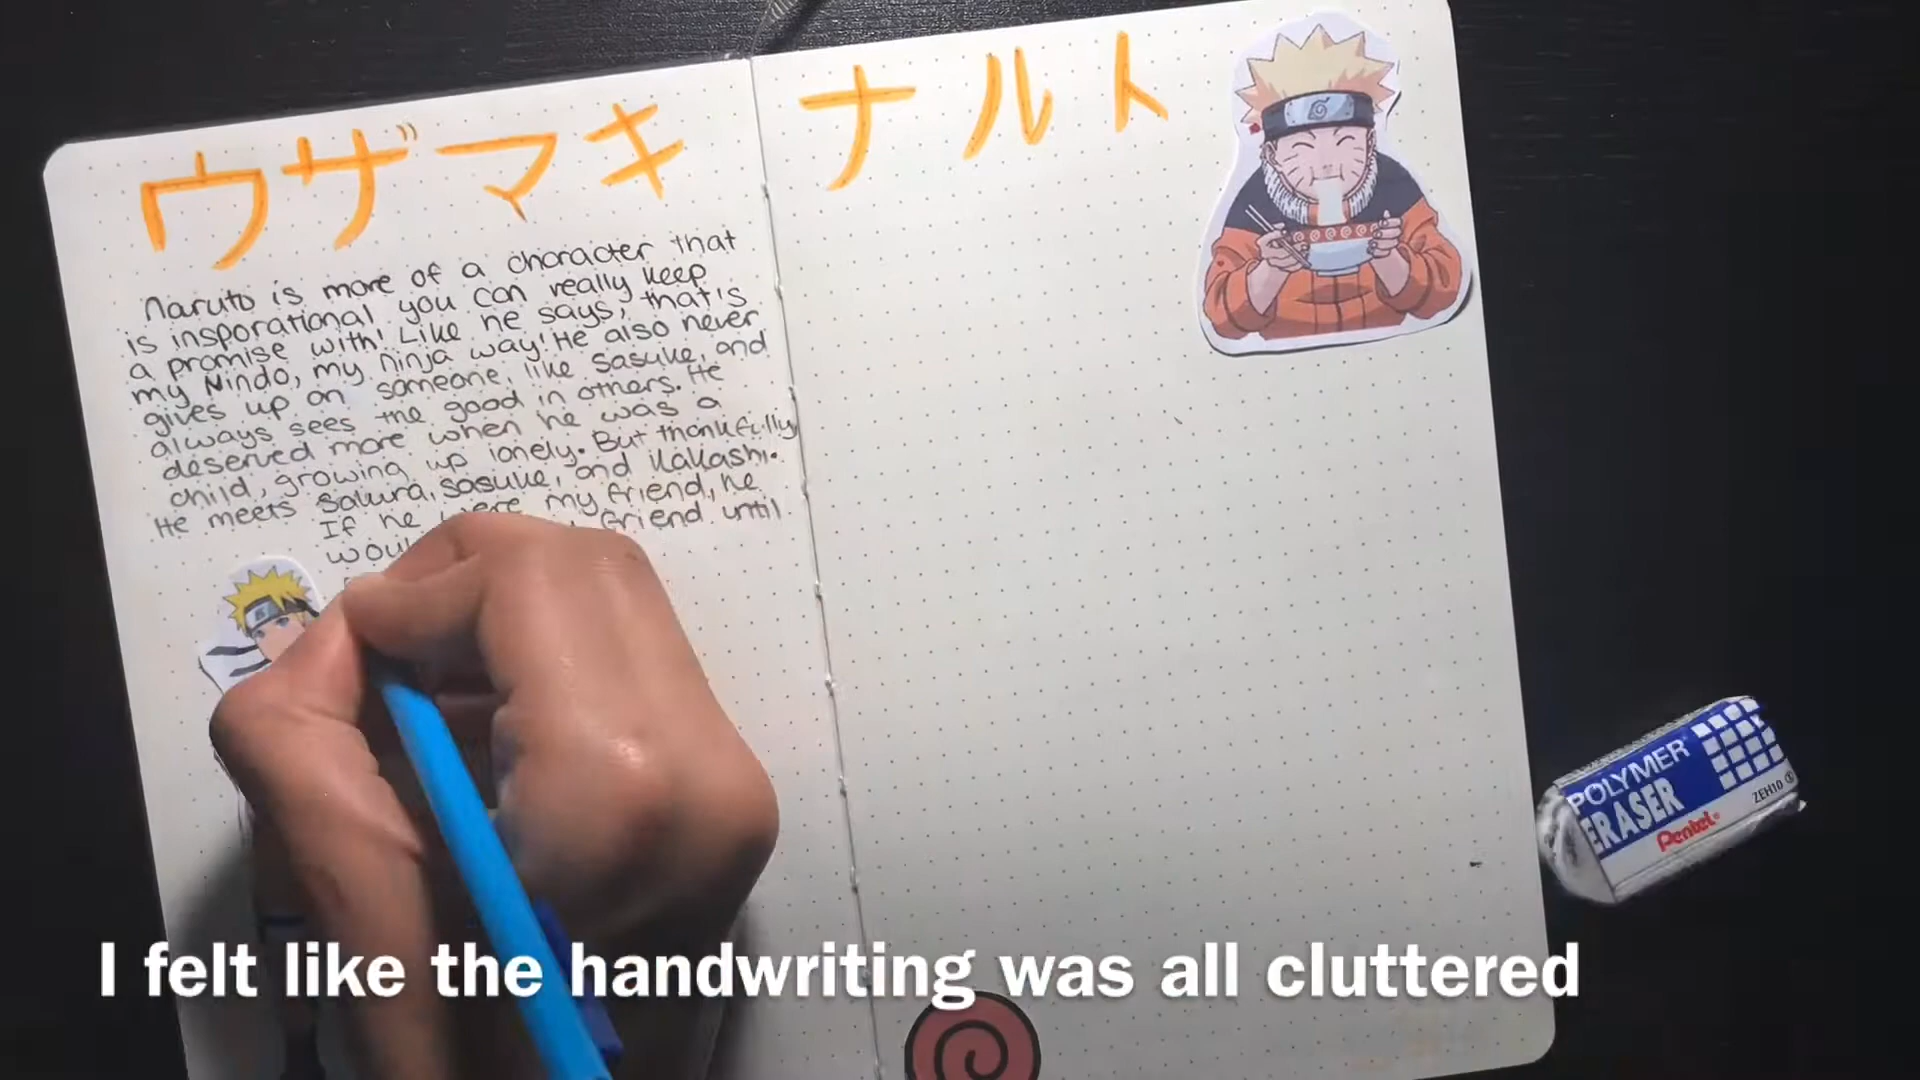 ウザマキ ナルト
Naruto is more of a character that
is insporational you can really keep
a promise with! Like he says, that's
my Nindo, my ninja way! He also never
gives up on someone, like Sasuke, and
always sees the good in others. He
deserved more when he was a
child, growing up lonely. But thankfully
He meets Sakura, Sasuke, and Kakashi.
If he were my friend, he
friend until
POLYMER
ERASER
Pentel
ZEH10
I felt like the handwriting was all cluttered